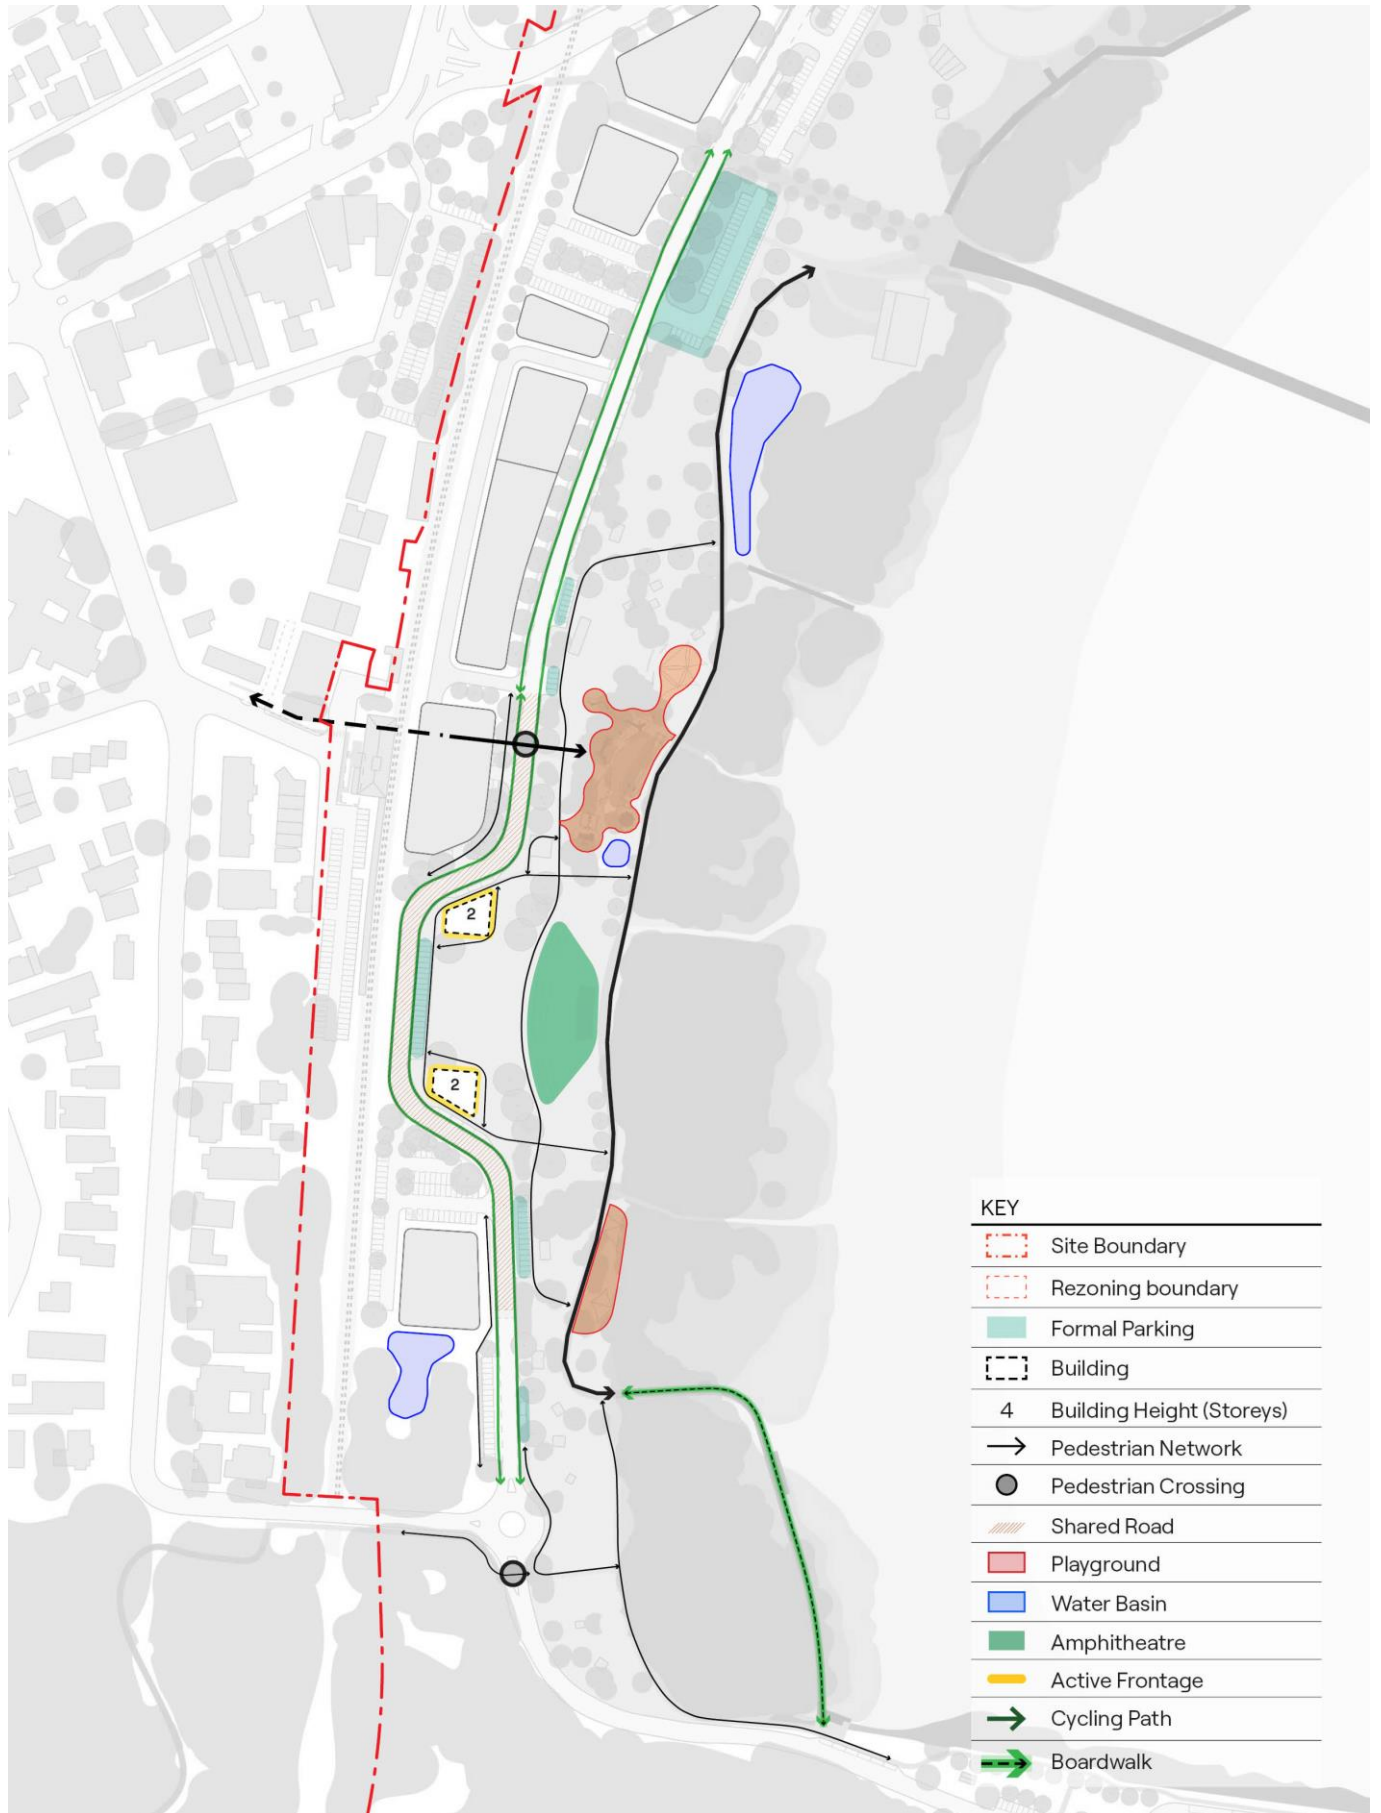 2
2
KEY
Site Boundary
Rezoning boundary
Formal Parking
Building
4 Building Height (Storeys)
Pedestrian Network
Pedestrian Crossing
Shared Road
Playground
Water Basin
Amphitheatre
Active Frontage
Cycling Path
Boardwalk